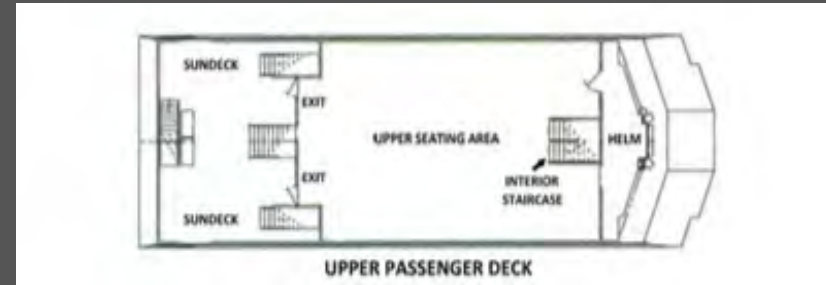 SUNDECK
EXIT
UPPER SEATING AREA
HELM
EXIT
INTERIOR
STAIRCASE
SUNDECK
UPPER PASSENGER DECK